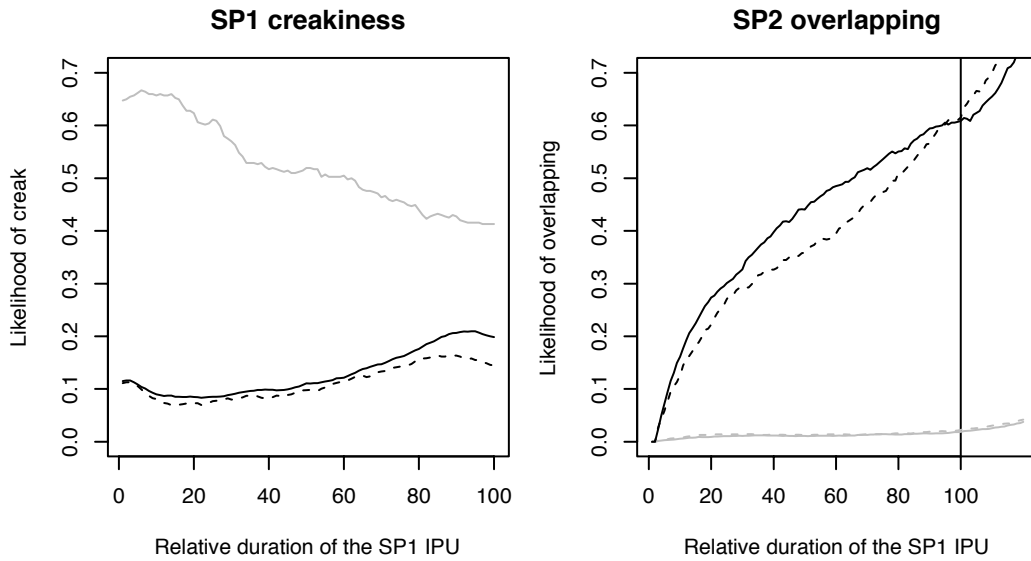 SP1 creakiness
Likelihood of creak
0.0 0.1 0.2 0.3 0.4 0.5 0.6 0.7
0 20 40 60 80 100
Relative duration of the SP1 IPU
SP2 overlapping
Likelihood of overlapping
0.0 0.1 0.2 0.3 0.4 0.5 0.6 0.7
0 20 40 60 80 100
Relative duration of the SP1 IPU